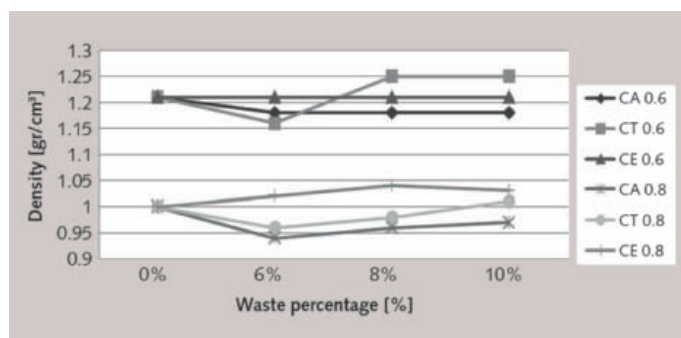 1.3
1.25
1.2
1.15
1.1
1.05
1
0.95
0.9
Density [gr/cm³]
0% 6% 8% 10%
Waste percentage [%]
CA 0.6
CT 0.6
CE 0.6
CA 0.8
CT 0.8
CE 0.8